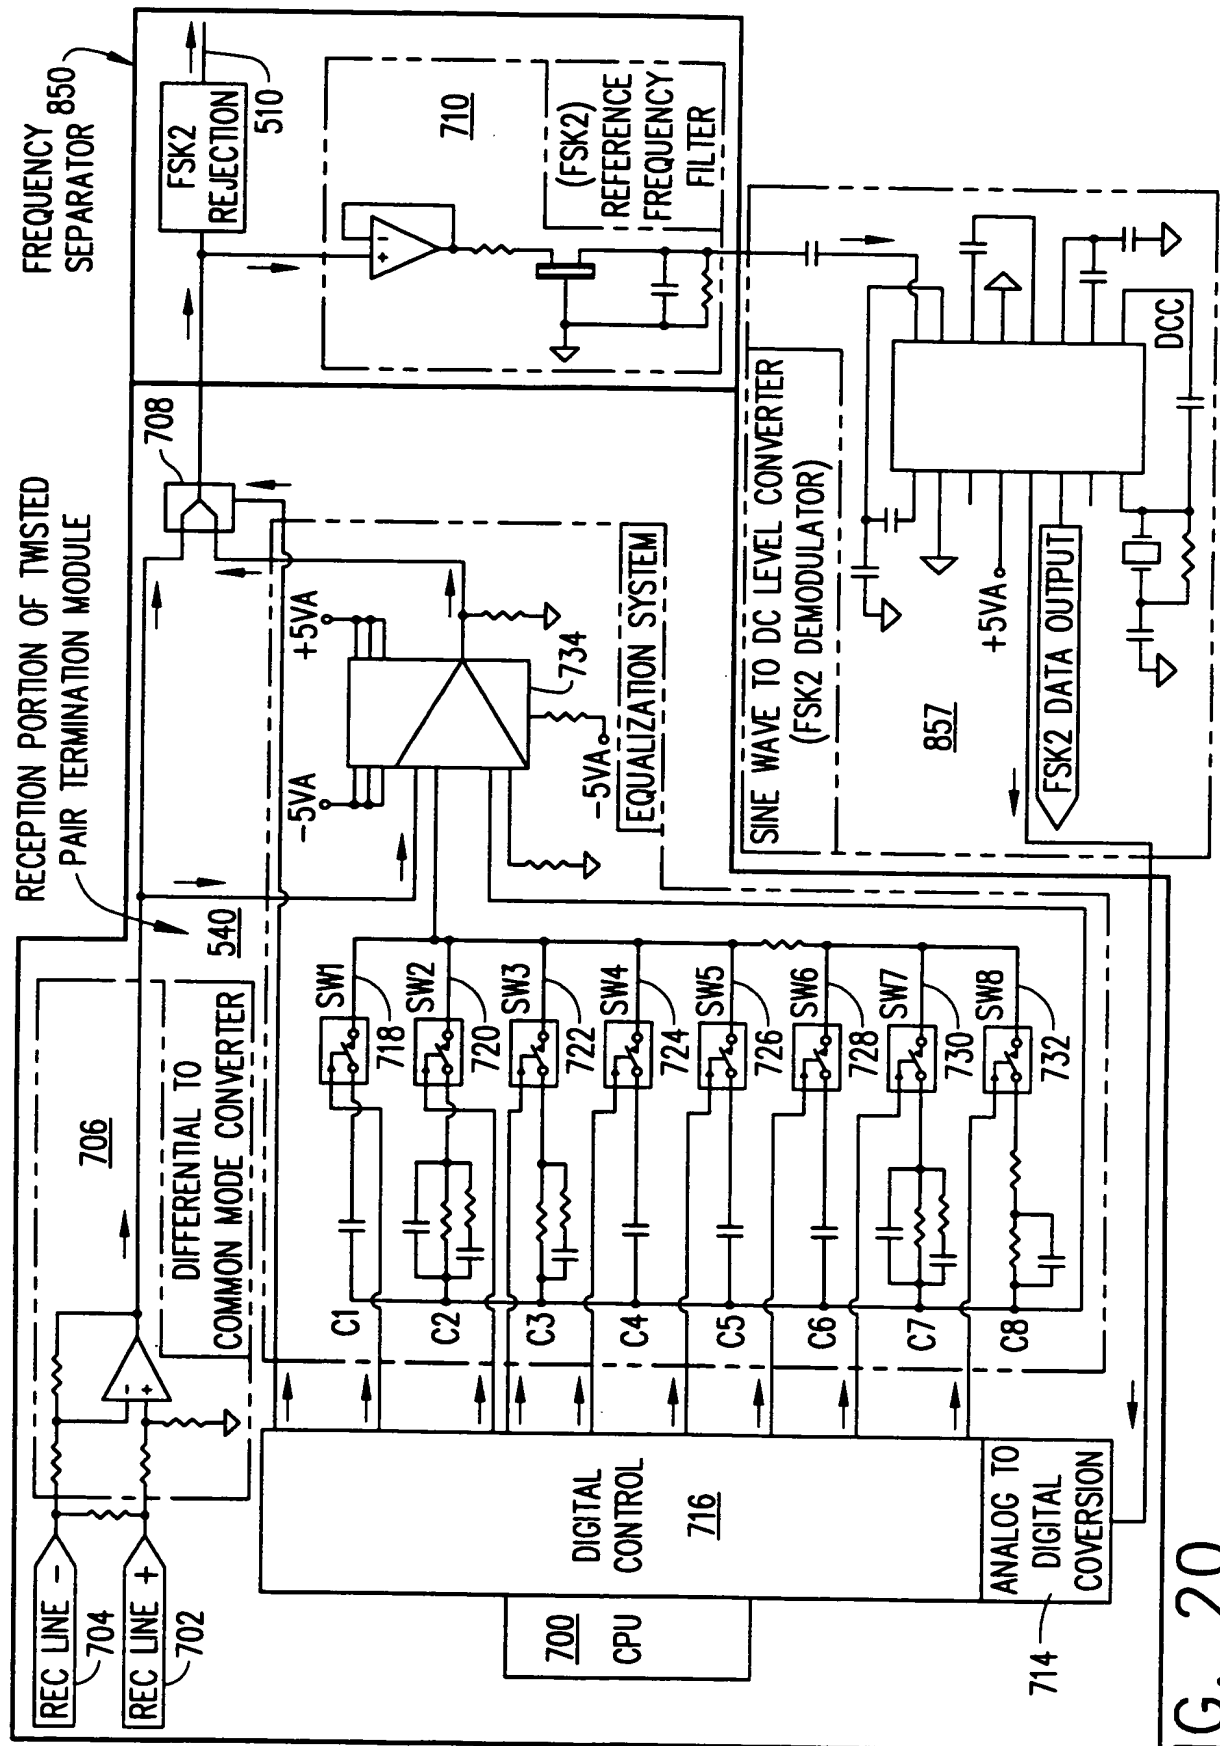 FREQUENCY
SEPARATOR 850
FSK2
REJECTION
510
710
(FSK2)
REFERENCE
FREQUENCY
FILTER
RECEPTION PORTION OF TWISTED
PAIR TERMINATION MODULE
540
708
REC LINE -
704
REC LINE +
702
706
DIFFERENTIAL TO
COMMON MODE CONVERTER
- +
- +
-5VA
+5VA
734
-5VA
EQUALIZATION SYSTEM
C1
SW1
718
C2
SW2
720
C3
SW3
722
C4
SW4
724
C5
SW5
726
C6
SW6
728
C7
SW7
730
C8
SW8
732
700
CPU
DIGITAL
CONTROL
716
ANALOG TO
DIGITAL
COVERSION
714
SINE WAVE TO DC LEVEL CONVERTER
(FSK2 DEMODULATOR)
857
+5VA
FSK2 DATA OUTPUT
DCC
G. 20